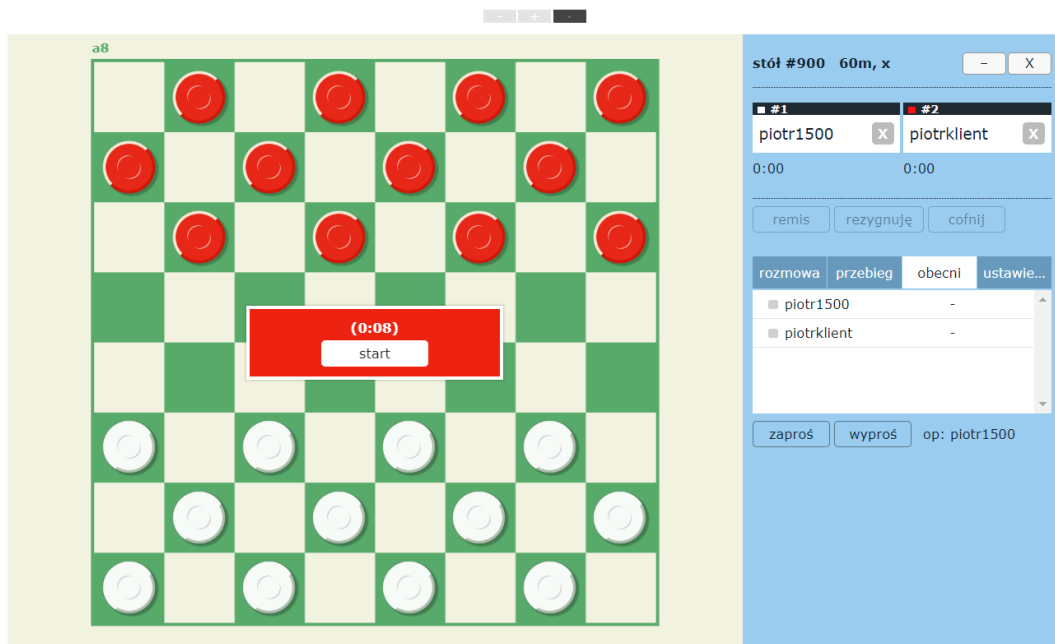 - + ·
a8
(0:08)
start
stół #900 60m, x
– X
#1 #2
piotr1500 X piotrklient X
0:00 0:00
remis rezygnuję cofnij
rozmowa przebieg obecni ustawie...
piotr1500 -
piotrklient -
zaproś wyproś op: piotr1500